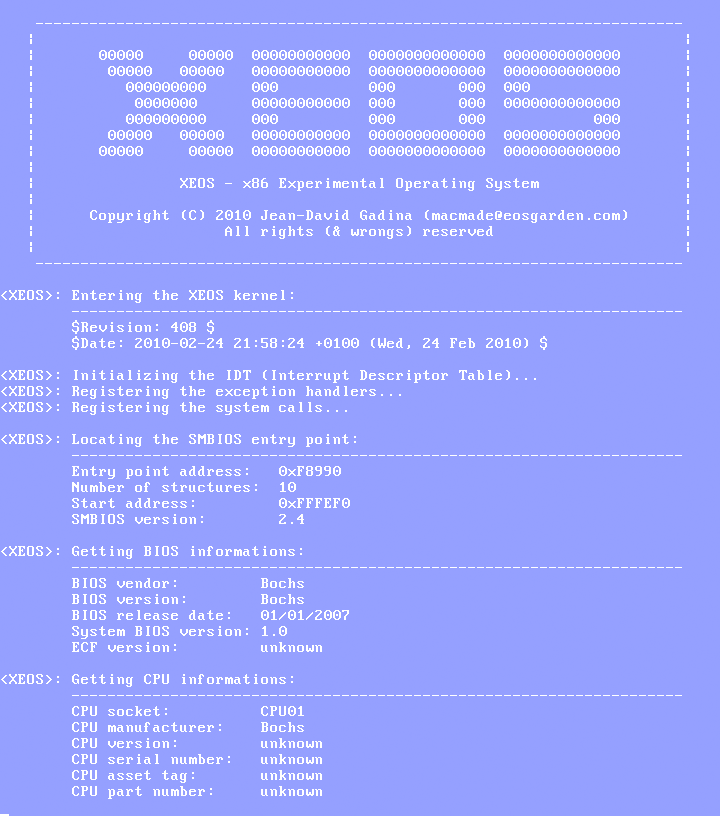 ------------------------------------------------------------------------
00000     00000  00000000000  0000000000000  0000000000000
00000   00000   00000000000  0000000000000  0000000000000
000000000     000          000       000  000
0000000      00000000000  000       000  0000000000000
000000000     000          000       000            000
00000   00000   00000000000  0000000000000  0000000000000
00000     00000  00000000000  0000000000000  0000000000000
XEOS - x86 Experimental Operating System
Copyright (C) 2010 Jean-David Gadina (macmade@eosgarden.com)
All rights (& wrongs) reserved
------------------------------------------------------------------------
<XEOS>: Entering the XEOS kernel:
--------------------------------------------------------------------
$Revision: 408 $
$Date: 2010-02-24 21:58:24 +0100 (Wed, 24 Feb 2010) $
<XEOS>: Initializing the IDT (Interrupt Descriptor Table)...
<XEOS>: Registering the exception handlers...
<XEOS>: Registering the system calls...
<XEOS>: Locating the SMBIOS entry point:
--------------------------------------------------------------------
Entry point address:   0xF8990
Number of structures:  10
Start address:         0xFFFEF0
SMBIOS version:        2.4
<XEOS>: Getting BIOS informations:
--------------------------------------------------------------------
BIOS vendor:         Bochs
BIOS version:        Bochs
BIOS release date:   01/01/2007
System BIOS version: 1.0
ECF version:         unknown
<XEOS>: Getting CPU informations:
--------------------------------------------------------------------
CPU socket:          CPU01
CPU manufacturer:    Bochs
CPU version:         unknown
CPU serial number:   unknown
CPU asset tag:       unknown
CPU part number:     unknown